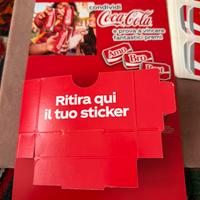 condividi
Coca-Cola
e prova a vincere
fantastici premi
Amo
Bro
Ritira qui
il tuo sticker